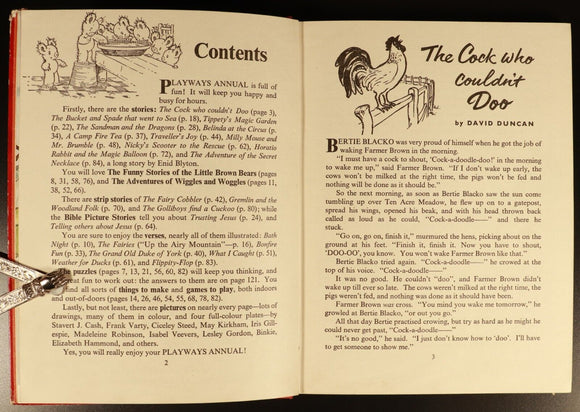 Contents
PLAYWAYS ANNUAL is full of
fun! It will keep you happy and
busy for hours.
Firstly, there are the stories: The Cock who couldn't Doo (page 3),
The Bucket and Spade that went to Sea (p. 18), Tippery's Magic Garden
(p. 22), The Sandman and the Dragons (p. 28), Belinda at the Circus
(p. 34), A Camp Fire Tea (p. 37), Traveller's Joy (p. 44), Milly Mouse and
Mr. Brumble (p. 48), Nicky's Scooter to the Rescue (p. 62), Horatio
Rabbit and the Magic Balloon (p. 72), and The Adventure of the Secret
Necklace (p. 84), a long story by Enid Blyton.
You will love The Funny Stories of the Little Brown Bears (pages
8, 31, 58, 76), and The Adventures of Wiggles and Woggles (pages 11,
38, 52, 60).
There are strip stories of The Fairy Cobbler (p. 42), Gremlin and the
Woodland Folk (p. 70), and The Golliboys find a Cuckoo (p. 80); while
the Bible Picture Stories tell you about Trusting Jesus (p. 24), and
Telling others about Jesus (p. 64).
You are sure to enjoy the verses, nearly all of them illustrated: Bath
Night (p. 10), The Fairies ("Up the Airy Mountain"—p. 16), Bonfire
Fun (p. 33), The Grand Old Duke of York (p. 40), What I Caught (p. 51),
Weather for Ducks (p. 61), and Flippity-Flop (p. 83).
The puzzles (pages 7, 13, 21, 56, 60, 82) will keep you thinking, and
great fun to work out: the answers to them are on page 121. You
find all sorts of things to make and games to play, both indoors
and out-of-doors (pages 14, 26, 46, 54, 55, 68, 78, 82).
Lastly, but not least, there are pictures on nearly every page—lots of
drawings, many of them in colour, and four full-colour plates—by
Stavert J. Cash, Frank Varty, Ciceley Steed, May Kirkham, Iris Gill-
espie, Madeleine Robinson, Isabel Veevers, Lesley Gordon, Binkie,
Elizabeth Hammond, and others.
Yes, you will really enjoy your PLAYWAYS ANNUAL!
2
The Cock who
couldn't
Doo
by DAVID DUNCAN
BERTIE BLACKO was very proud of himself when he got the job of
waking Farmer Brown in the morning.
"I must have a cock to shout, 'Cock-a-doodle-doo!' in the morning
to wake me up," said Farmer Brown. "If I don't wake up early, the
cows won't be milked at the right time, the pigs won't be fed and
nothing will be done as it should be."
So the next morning, as soon as Bertie Blacko saw the sun come
tumbling up over Ten Acre Meadow, he flew up on to a gatepost,
spread his wings, opened his beak, and with his head thrown back
called as loud as he could, "Cock-a-doodle——" and there he
stuck.
"Go on, go on, finish it," murmured the hens, picking about on the
ground at his feet. "Finish it, finish it. Now you have to shout,
'DOO-OO', you know. You won't wake Farmer Brown like that."
Bertie Blacko tried again. "Cock-a-doodle——" he crowed at the
top of his voice. "Cock-a-doodle——"
It was no good. He couldn't "doo", and Farmer Brown didn't
wake up till ever so late. The cows weren't milked at the right time, the
pigs weren't fed, and nothing was done as it should have been.
Farmer Brown was cross. "You mind you wake me tomorrow," he
growled at Bertie Blacko, "or out you go."
All that day Bertie practised crowing, but try as hard as he might he
could never get past, "Cock-a-doodle——"
"It's no good," he said. "I just don't know how to 'doo'. I'll have
to get someone to show me."
3